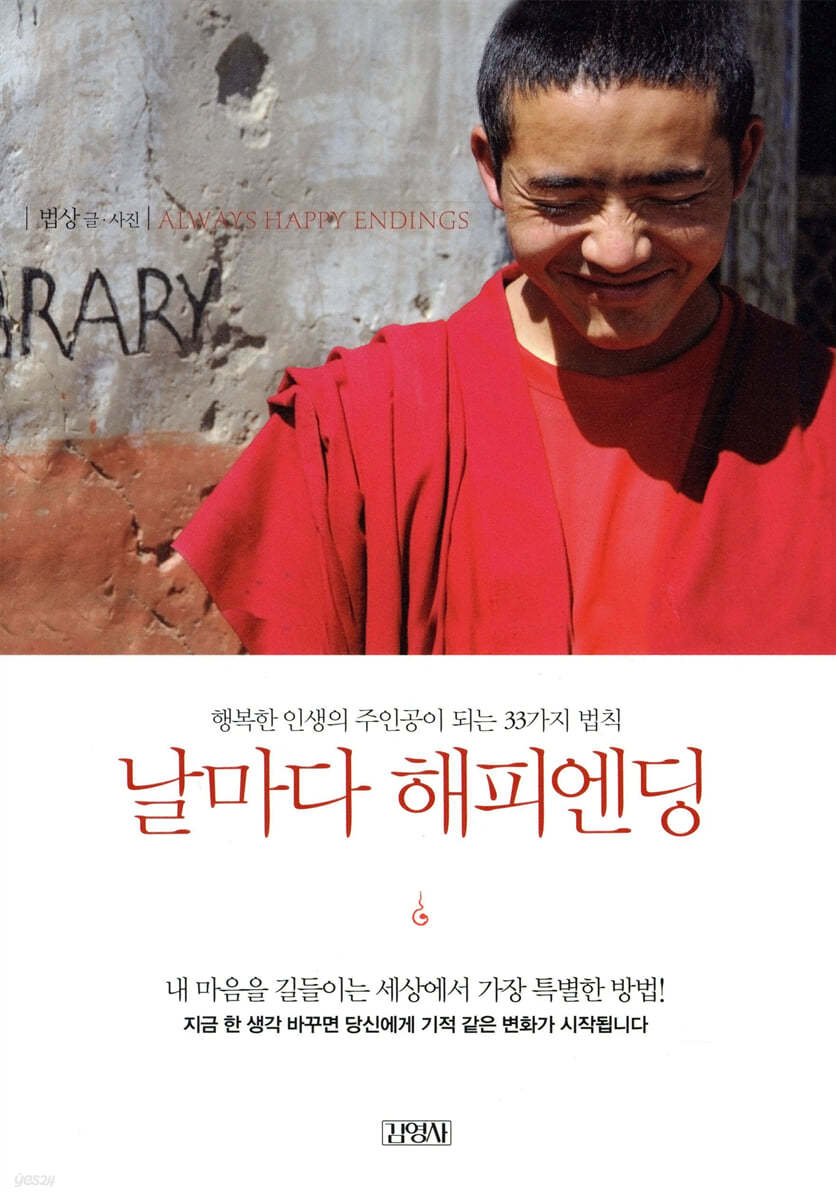 | 법상 글·사진 | ALWAYS HAPPY ENDINGS
RARY
행복한 인생의 주인공이 되는 33가지 법칙
날마다 해피엔딩
내 마음을 길들이는 세상에서 가장 특별한 방법!
지금 한 생각 바꾸면 당신에게 기적 같은 변화가 시작됩니다
김영사
yes24